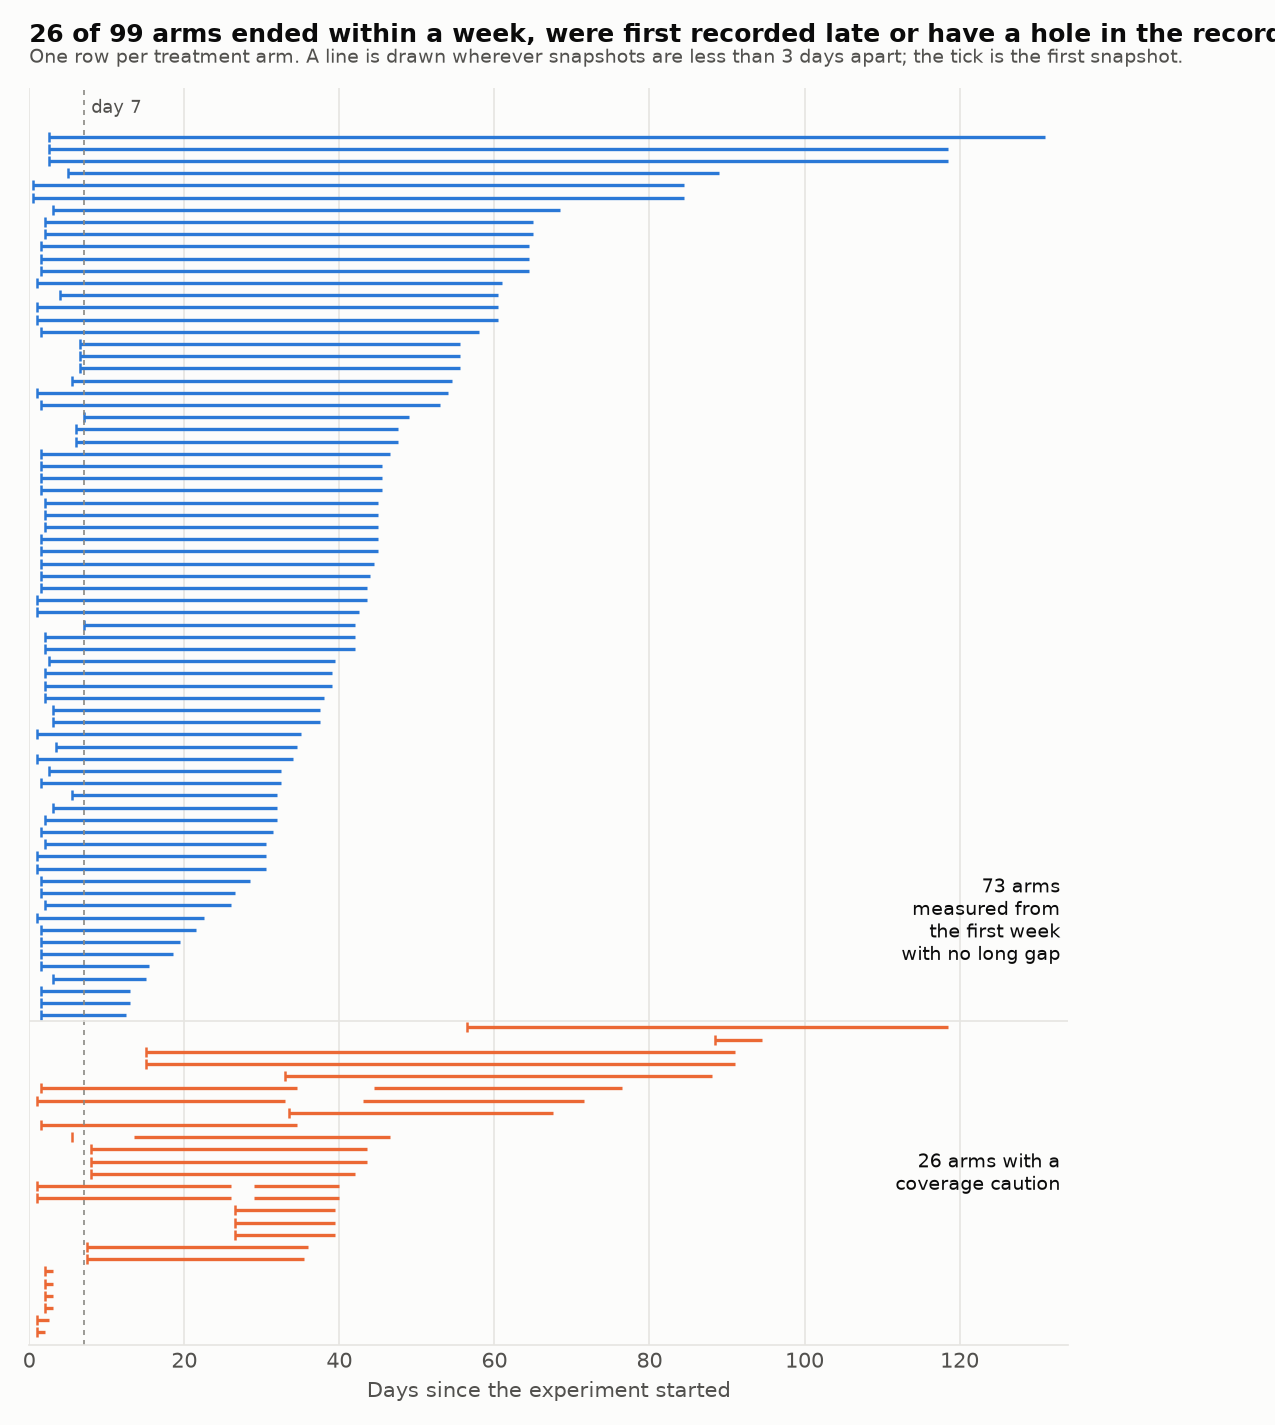 26 of 99 arms ended within a week, were first recorded late or have a hole in the record
One row per treatment arm. A line is drawn wherever snapshots are less than 3 days apart; the tick is the first snapshot.
day 7
73 arms
measured from
the first week
with no long gap
26 arms with a
coverage caution
0 20 40 60 80 100 120
Days since the experiment started